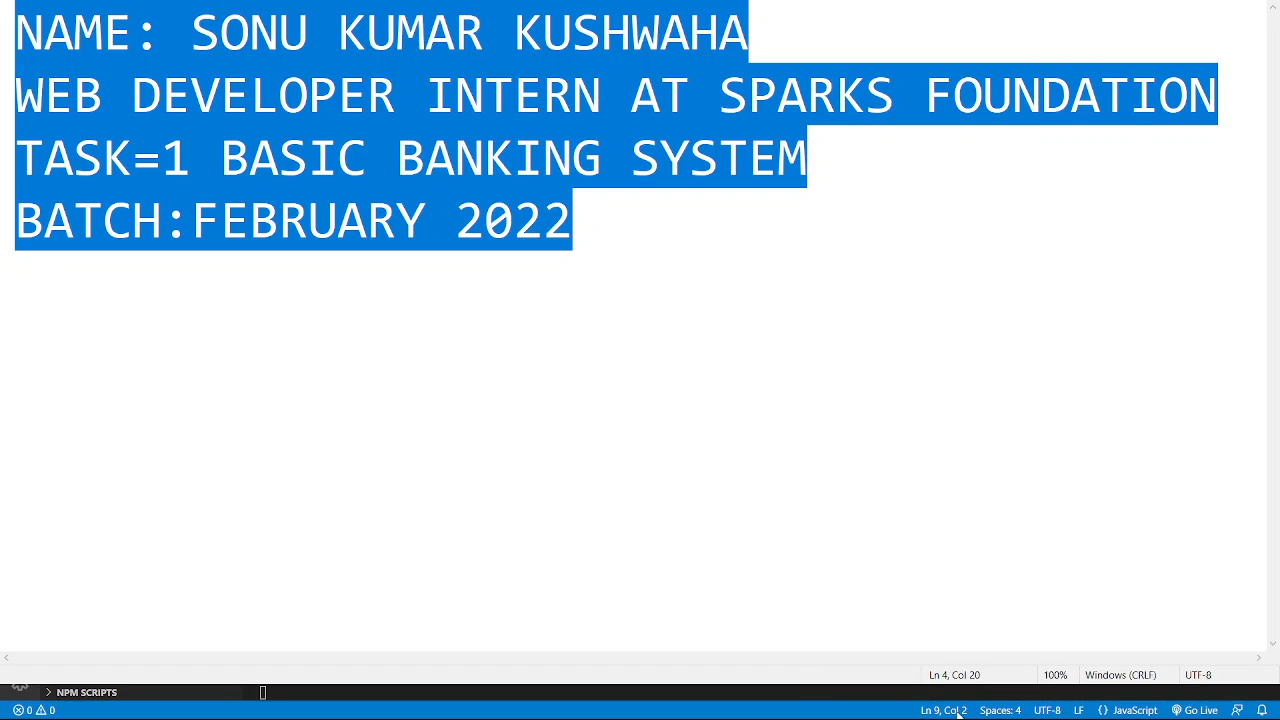 NAME: SONU KUMAR KUSHWAHA
WEB DEVELOPER INTERN AT SPARKS FOUNDATION
TASK=1 BASIC BANKING SYSTEM
BATCH:FEBRUARY 2022
Ln 4, Col 20 100% Windows (CRLF) UTF-8
NPM SCRIPTS
0 0 Ln 9, Col 2 Spaces: 4 UTF-8 LF {} JavaScript Go Live